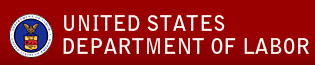 UNITED STATES
DEPARTMENT OF LABOR